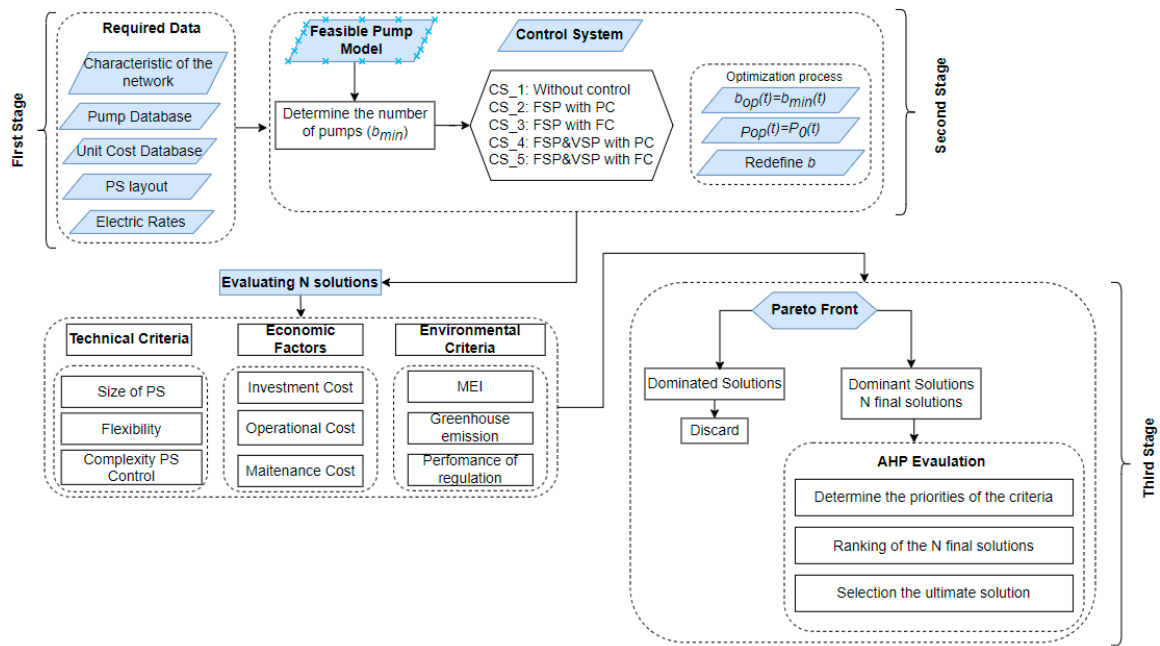 First Stage
Required Data
Characteristic of the
network
Pump Database
Unit Cost Database
PS layout
Electric Rates
Feasible Pump
Model
Determine the number
of pumps (bmin)
Control System
CS_1: Without control
CS_2: FSP with PC
CS_3: FSP with FC
CS_4: FSP&VSP with PC
CS_5: FSP&VSP with FC
Optimization process
bop(t)=bmin(t)
Pop(t)=P0(t)
Redefine b
Second Stage
Evaluating N solutions
Technical Criteria
Size of PS
Flexibility
Complexity PS
Control
Economic
Factors
Investment Cost
Operational Cost
Maitenance Cost
Environmental
Criteria
MEI
Greenhouse
emission
Perfomance of
regulation
Pareto Front
Dominated Solutions
Discard
Dominant Solutions
N final solutions
AHP Evaulation
Determine the priorities of the criteria
Ranking of the N final solutions
Selection the ultimate solution
Third Stage